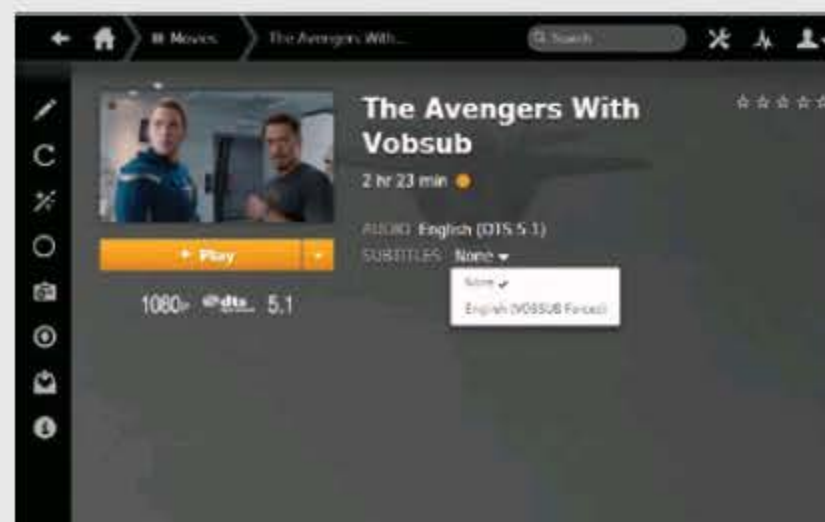 Movies
The Avengers With...
Search
The Avengers With
Vobsub
2 hr 23 min
Play
AUDIO English (DTS 5.1)
SUBTITLES None
None
English (VOBSUB Forced)
1080p dts 5.1